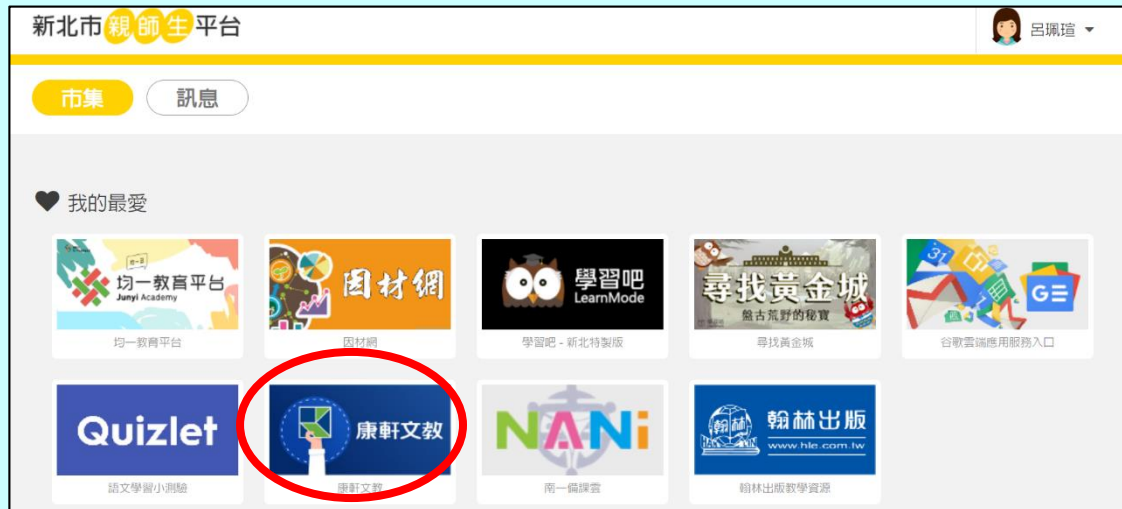 新北市親師生平台
呂珮瑄
市集
訊息
我的最愛
均一教育平台
Junyi Academy
均一教育平台
因材網
因材網
學習吧
LearnMode
學習吧 - 新北特製版
尋找黃金城
盤古荒野的秘寶
尋找黃金城
31
GE
谷歌雲端應用服務入口
Quizlet
語文學習小測驗
康軒文教
康軒文教
NANi
南一備課雲
翰林
翰林出版
www.hle.com.tw
翰林出版教學資源